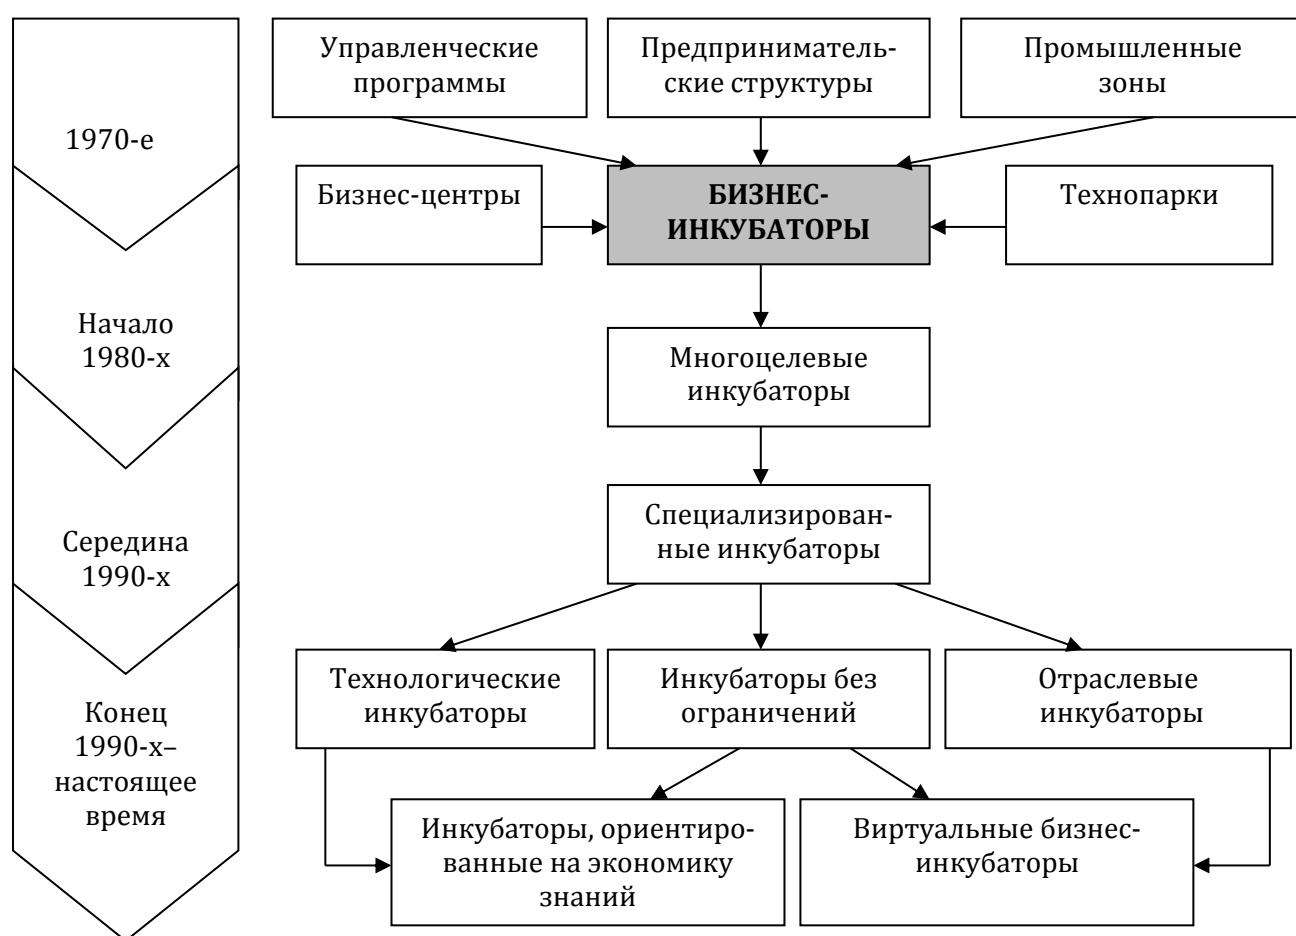 1970-е
Начало
1980-х
Середина
1990-х
Конец
1990-х–
настоящее
время
Управленческие
программы
Предприниматель-
ские структуры
Промышленные
зоны
Бизнес-центры
БИЗНЕС-
ИНКУБАТОРЫ
Технопарки
Многоцелевые
инкубаторы
Специализирован-
ные инкубаторы
Технологические
инкубаторы
Инкубаторы без
ограничений
Отраслевые
инкубаторы
Инкубаторы, ориентиро-
ванные на экономику
знаний
Виртуальные бизнес-
инкубаторы